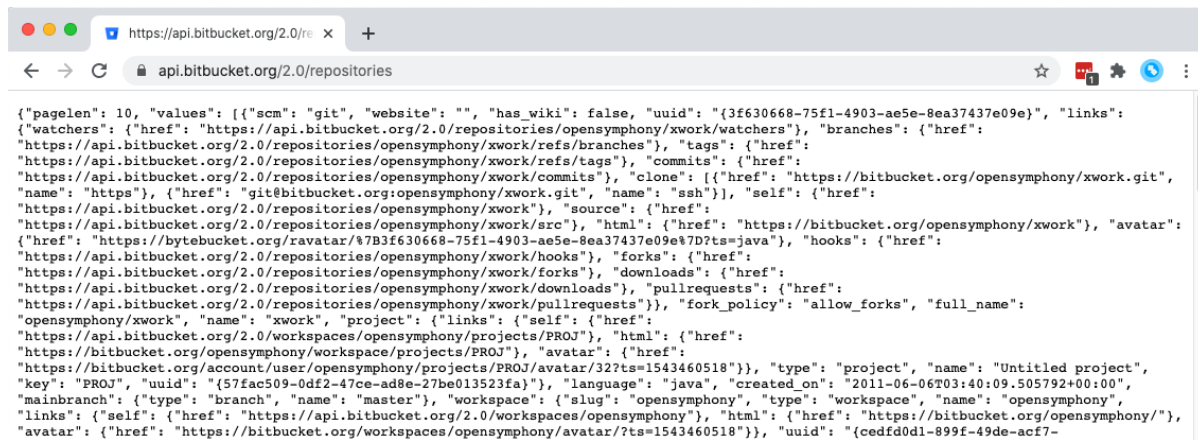 https://api.bitbucket.org/2.0/re
api.bitbucket.org/2.0/repositories
1
{"pagelen": 10, "values": [{"scm": "git", "website": "", "has_wiki": false, "uuid": "{3f630668-75f1-4903-ae5e-8ea37437e09e}", "links":
{"watchers": {"href": "https://api.bitbucket.org/2.0/repositories/opensymphony/xwork/watchers"}, "branches": {"href":
"https://api.bitbucket.org/2.0/repositories/opensymphony/xwork/refs/branches"}, "tags": {"href":
"https://api.bitbucket.org/2.0/repositories/opensymphony/xwork/refs/tags"}, "commits": {"href":
"https://api.bitbucket.org/2.0/repositories/opensymphony/xwork/commits"}, "clone": [{"href": "https://bitbucket.org/opensymphony/xwork.git",
"name": "https"}, {"href": "git@bitbucket.org:opensymphony/xwork.git", "name": "ssh"}], "self": {"href":
"https://api.bitbucket.org/2.0/repositories/opensymphony/xwork"}, "source": {"href":
"https://api.bitbucket.org/2.0/repositories/opensymphony/xwork/src"}, "html": {"href": "https://bitbucket.org/opensymphony/xwork"}, "avatar":
{"href": "https://bytebucket.org/ravatar/%7B3f630668-75f1-4903-ae5e-8ea37437e09e%7D?ts=java"}, "hooks": {"href":
"https://api.bitbucket.org/2.0/repositories/opensymphony/xwork/hooks"}, "forks": {"href":
"https://api.bitbucket.org/2.0/repositories/opensymphony/xwork/forks"}, "downloads": {"href":
"https://api.bitbucket.org/2.0/repositories/opensymphony/xwork/downloads"}, "pullrequests": {"href":
"https://api.bitbucket.org/2.0/repositories/opensymphony/xwork/pullrequests"}}, "fork_policy": "allow_forks", "full_name":
"opensymphony/xwork", "name": "xwork", "project": {"links": {"self": {"href":
"https://api.bitbucket.org/2.0/workspaces/opensymphony/projects/PROJ"}, "html": {"href":
"https://bitbucket.org/opensymphony/workspace/projects/PROJ"}, "avatar": {"href":
"https://bitbucket.org/account/user/opensymphony/projects/PROJ/avatar/32?ts=1543460518"}}, "type": "project", "name": "Untitled project",
"key": "PROJ", "uuid": "{57fac509-0df2-47ce-ad8e-27be013523fa}"}, "language": "java", "created_on": "2011-06-06T03:40:09.505792+00:00",
"mainbranch": {"type": "branch", "name": "master"}, "workspace": {"slug": "opensymphony", "type": "workspace", "name": "opensymphony",
"links": {"self": {"href": "https://api.bitbucket.org/2.0/workspaces/opensymphony"}, "html": {"href": "https://bitbucket.org/opensymphony/"},
"avatar": {"href": "https://bitbucket.org/workspaces/opensymphony/avatar/?ts=1543460518"}}, "uuid": "{cedfd0d1-899f-49de-acf7-